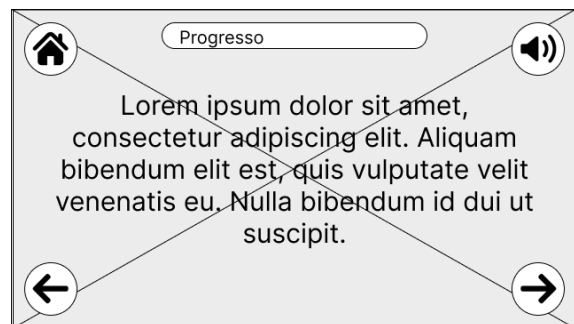 Progresso
Lorem ipsum dolor sit amet,
consectetur adipiscing elit. Aliquam
bibendum elit est, quis vulputate velit
venenatis eu. Nulla bibendum id dui ut
suscipit.